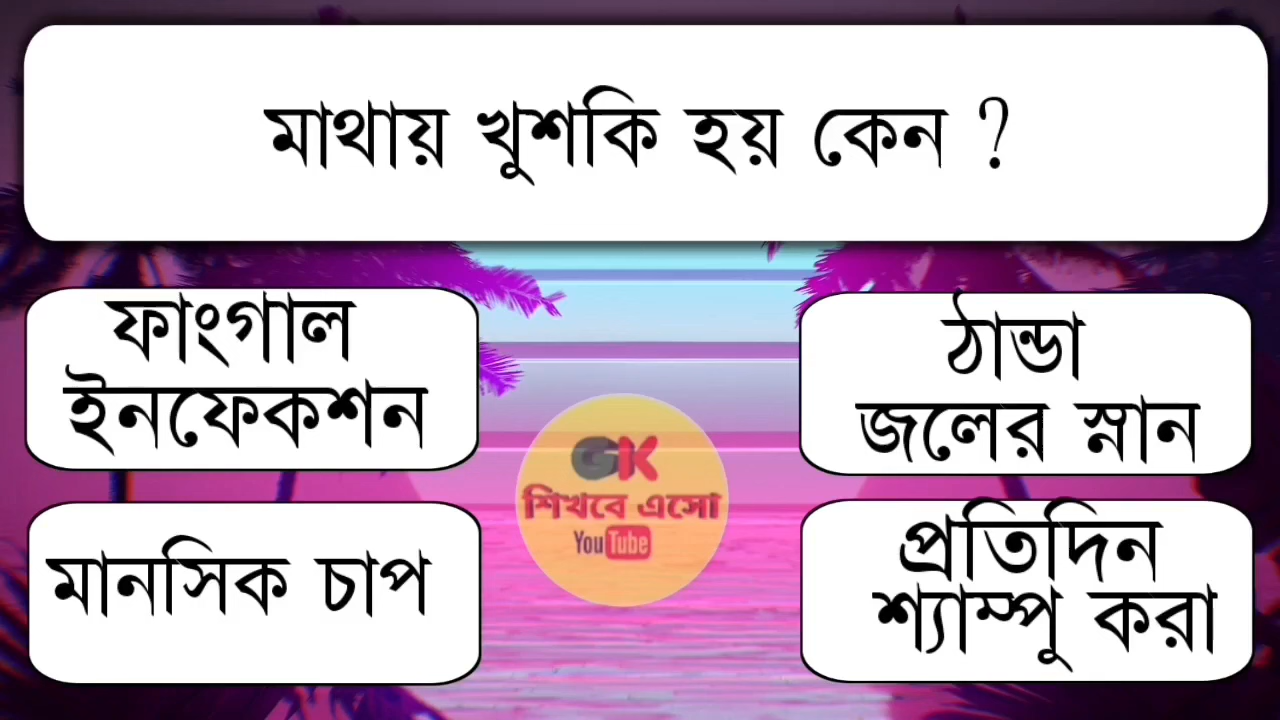 মাথায় খুশকি হয় কেন ?
ফাংগাল
ইনফেকশন
ঠান্ডা
জলের স্নান
GK
শিখবে এসো
YouTube
মানসিক চাপ
প্রতিদিন
শ্যাম্পু করা